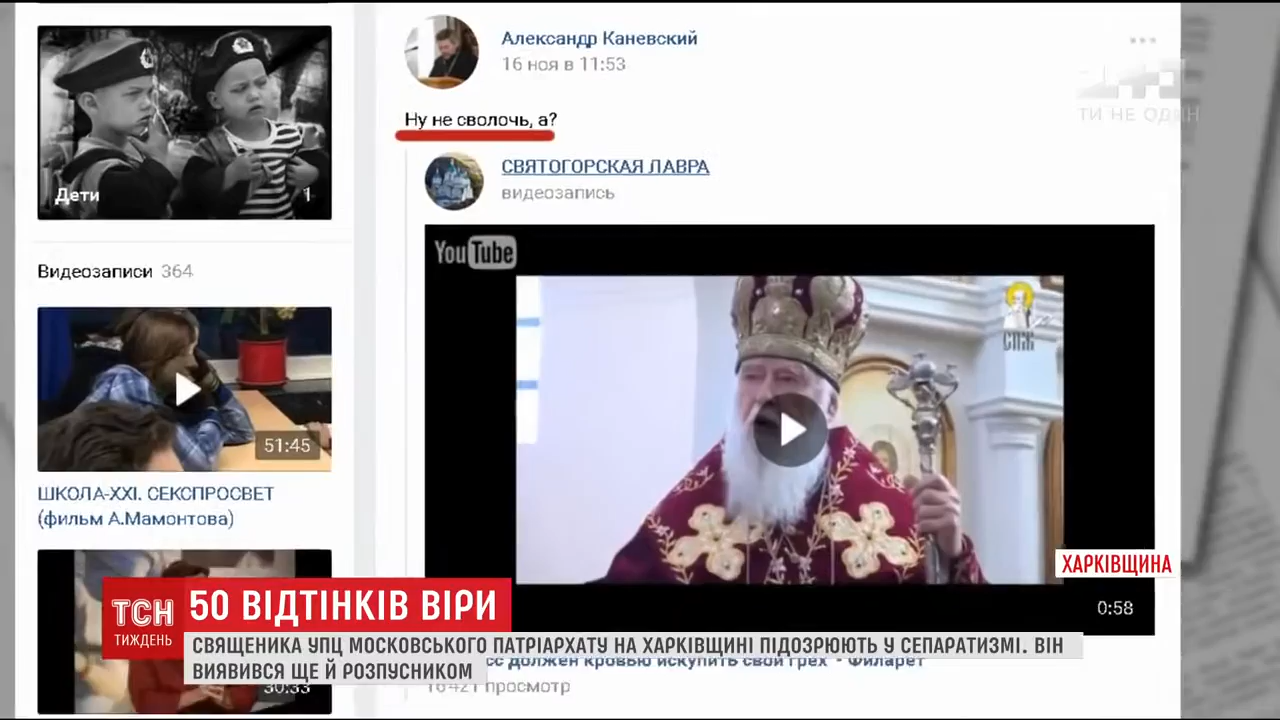 Александр Каневский
16 ноя в 11:53
ТИ НЕ ОДИН
Ну не сволочь, а?
СВЯТОГОРСКАЯ ЛАВРА
видеозапись
Дети 1
YouTube
СПЖ
Видеозаписи 364
51:45
ШКОЛА-XXI. СЕКСПРОСВЕТ
(фильм А.Мамонтова)
ХАРКІВЩИНА
0:58
ТСН
ТИЖДЕНЬ
50 ВІДТІНКІВ ВІРИ
СВЯЩЕНИКА УПЦ МОСКОВСЬКОГО ПАТРІАРХАТУ НА ХАРКІВЩИНІ ПІДОЗРЮЮТЬ У СЕПАРАТИЗМІ. ВІН
ВИЯВИВСЯ ЩЕ Й РОЗПУСНИКОМ
должен кровью искупить свой грех - Филарет
30:33
16421 просмотр